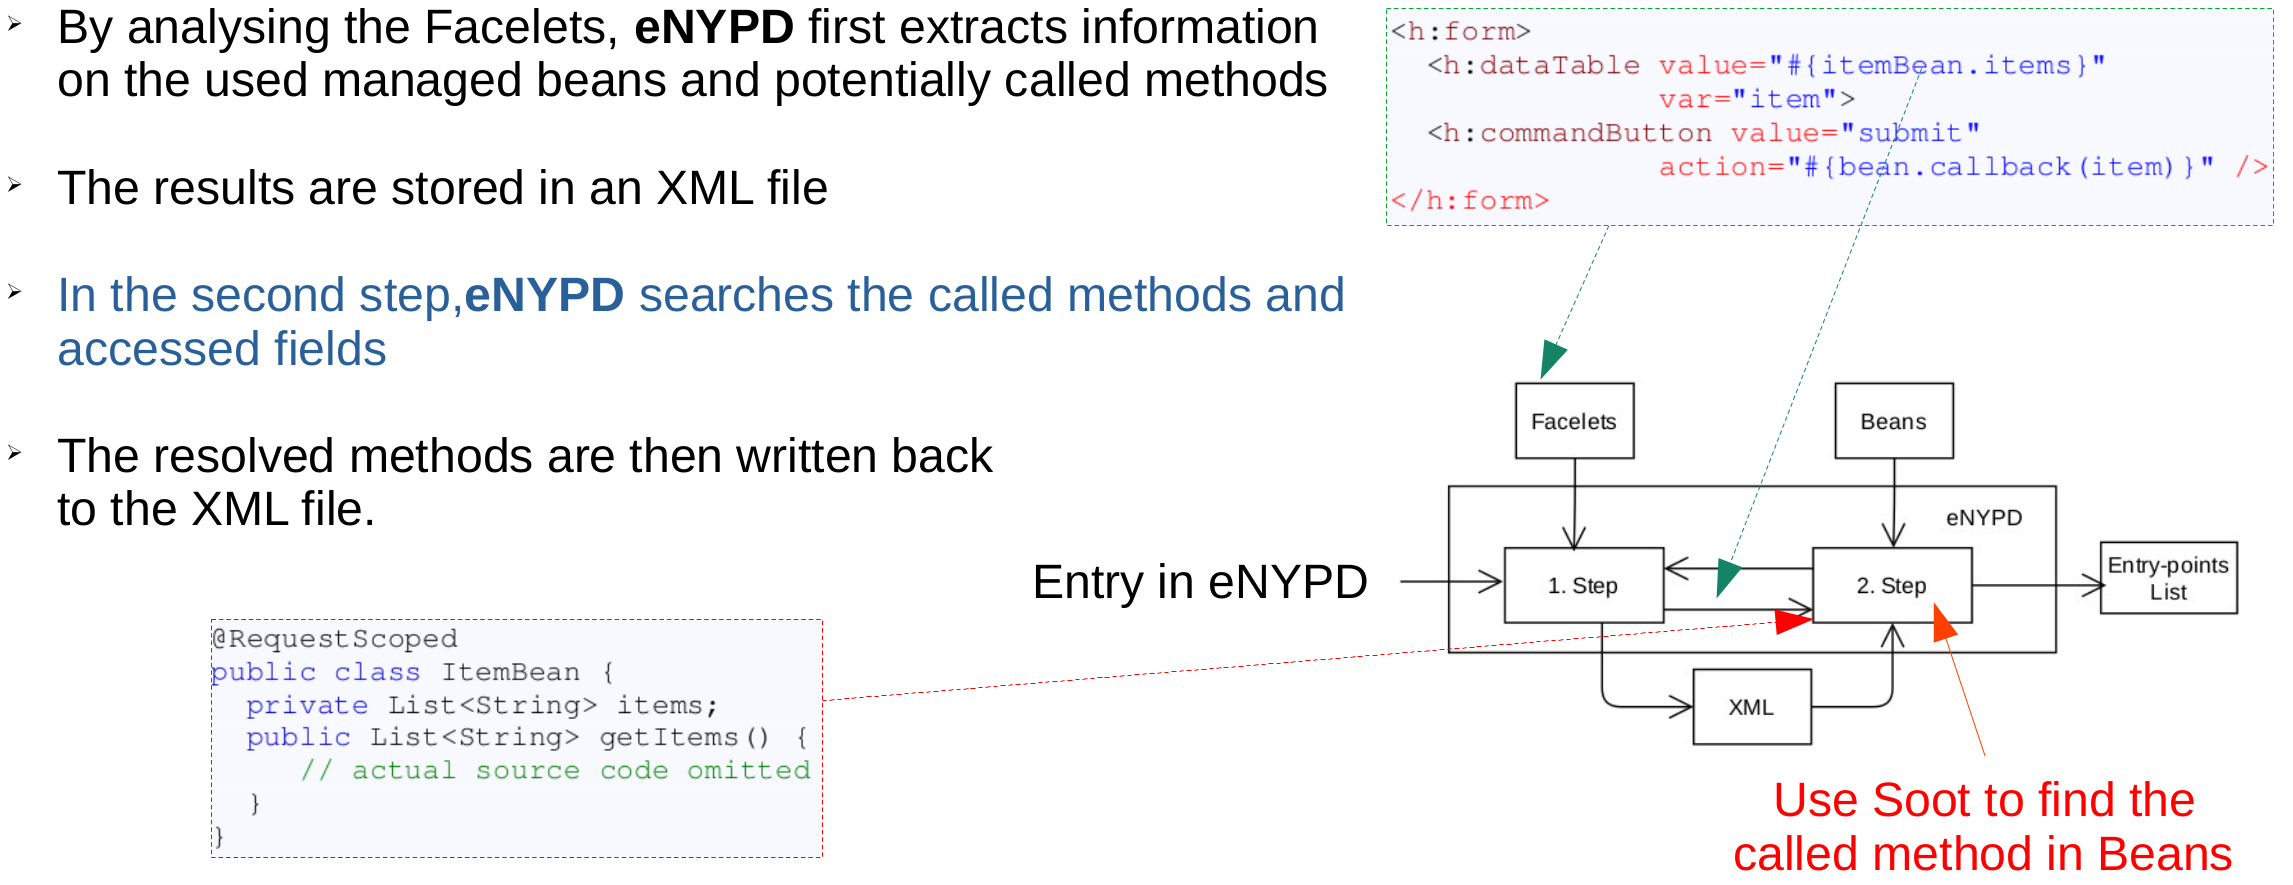 By analysing the Facelets, eNYPD first extracts information
on the used managed beans and potentially called methods
The results are stored in an XML file
In the second step,eNYPD searches the called methods and
accessed fields
The resolved methods are then written back
to the XML file.
<h:form>
  <h:dataTable value="#{itemBean.items}"
               var="item">
  <h:commandButton value="submit"
               action="#{bean.callback(item)}" />
</h:form>
Facelets
Beans
eNYPD
Entry in eNYPD
1. Step
2. Step
Entry-points
List
XML
@RequestScoped
public class ItemBean {
  private List<String> items;
  public List<String> getItems() {
     // actual source code omitted
  }
}
Use Soot to find the
called method in Beans